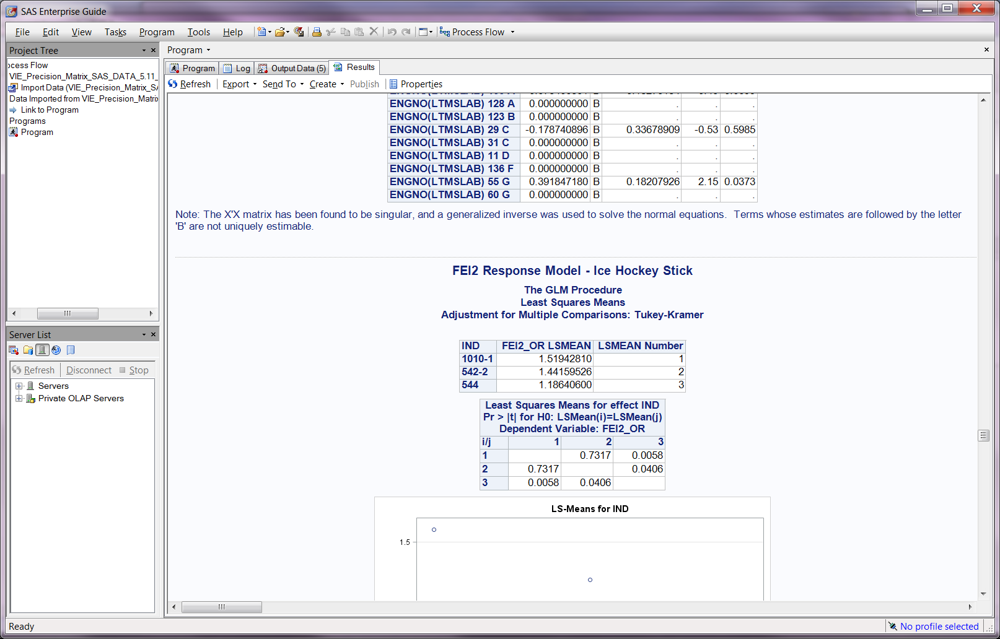 SAS Enterprise Guide
File Edit View Tasks Program Tools Help Process Flow
Project Tree
Program
ocess Flow
VIE_Precision_Matrix_SAS_DATA_5.11_
Import Data (VIE_Precision_Matrix_SA
Data Imported from VIE_Precision_Matrix
Link to Program
Programs
Program
Program Log Output Data (5) Results
Refresh Export Send To Create Publish Properties
ENGNO(LTMSLAB) 128 A 0.000000000 B . . .
ENGNO(LTMSLAB) 123 B 0.000000000 B . . .
ENGNO(LTMSLAB) 29 C -0.178740896 B 0.33678909 -0.53 0.5985
ENGNO(LTMSLAB) 31 C 0.000000000 B . . .
ENGNO(LTMSLAB) 11 D 0.000000000 B . . .
ENGNO(LTMSLAB) 136 F 0.000000000 B . . .
ENGNO(LTMSLAB) 55 G 0.391847180 B 0.18207926 2.15 0.0373
ENGNO(LTMSLAB) 60 G 0.000000000 B . . .
Note: The X'X matrix has been found to be singular, and a generalized inverse was used to solve the normal equations. Terms whose estimates are followed by the letter
'B' are not uniquely estimable.
FEI2 Response Model - Ice Hockey Stick
The GLM Procedure
Least Squares Means
Adjustment for Multiple Comparisons: Tukey-Kramer
IND FEI2_OR LSMEAN LSMEAN Number
1010-1 1.51942810 1
542-2 1.44159526 2
544 1.18640600 3
Least Squares Means for effect IND
Pr > |t| for H0: LSMean(i)=LSMean(j)
Dependent Variable: FEI2_OR
i/j 1 2 3
1 0.7317 0.0058
2 0.7317 0.0406
3 0.0058 0.0406
LS-Means for IND
1.5
Server List
Refresh Disconnect Stop
Servers
Private OLAP Servers
Ready
No profile selected